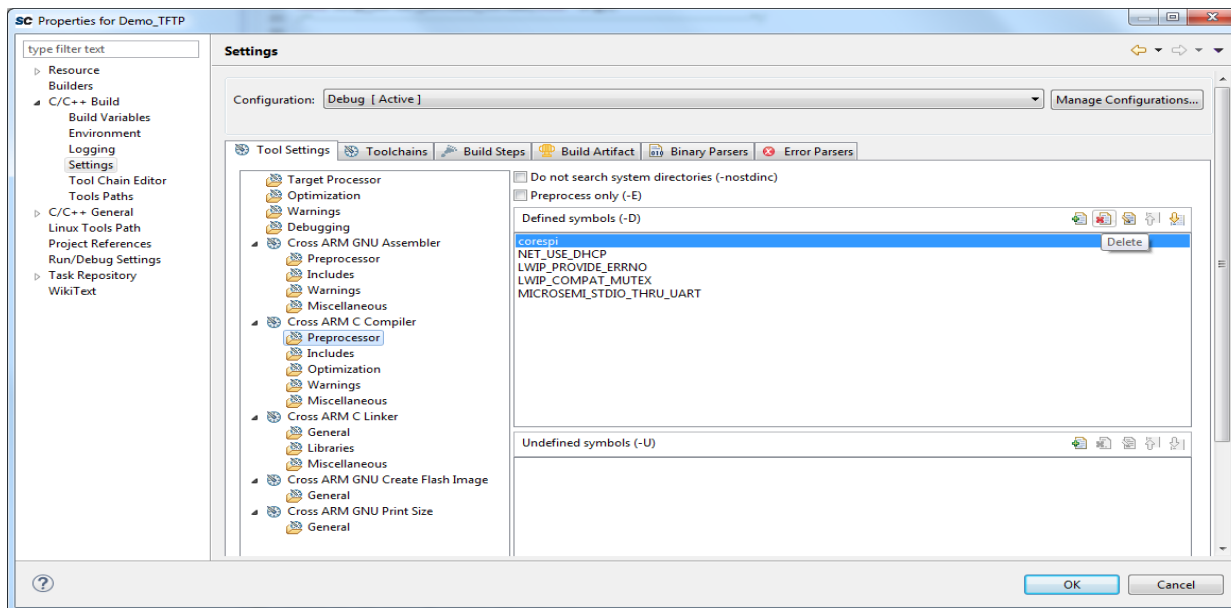 SC Properties for Demo_TFTP
type filter text
Resource
Builders
C/C++ Build
Build Variables
Environment
Logging
Settings
Tool Chain Editor
Tools Paths
C/C++ General
Linux Tools Path
Project References
Run/Debug Settings
Task Repository
WikiText
Settings
Configuration: Debug [ Active ] Manage Configurations...
Tool Settings Toolchains Build Steps Build Artifact Binary Parsers Error Parsers
Target Processor
Optimization
Warnings
Debugging
Cross ARM GNU Assembler
Preprocessor
Includes
Warnings
Miscellaneous
Cross ARM C Compiler
Preprocessor
Includes
Optimization
Warnings
Miscellaneous
Cross ARM C Linker
General
Libraries
Miscellaneous
Cross ARM GNU Create Flash Image
General
Cross ARM GNU Print Size
General
Do not search system directories (-nostdinc)
Preprocess only (-E)
Defined symbols (-D)
Delete
corespi
NET_USE_DHCP
LWIP_PROVIDE_ERRNO
LWIP_COMPAT_MUTEX
MICROSEMI_STDIO_THRU_UART
Undefined symbols (-U)
?
OK Cancel